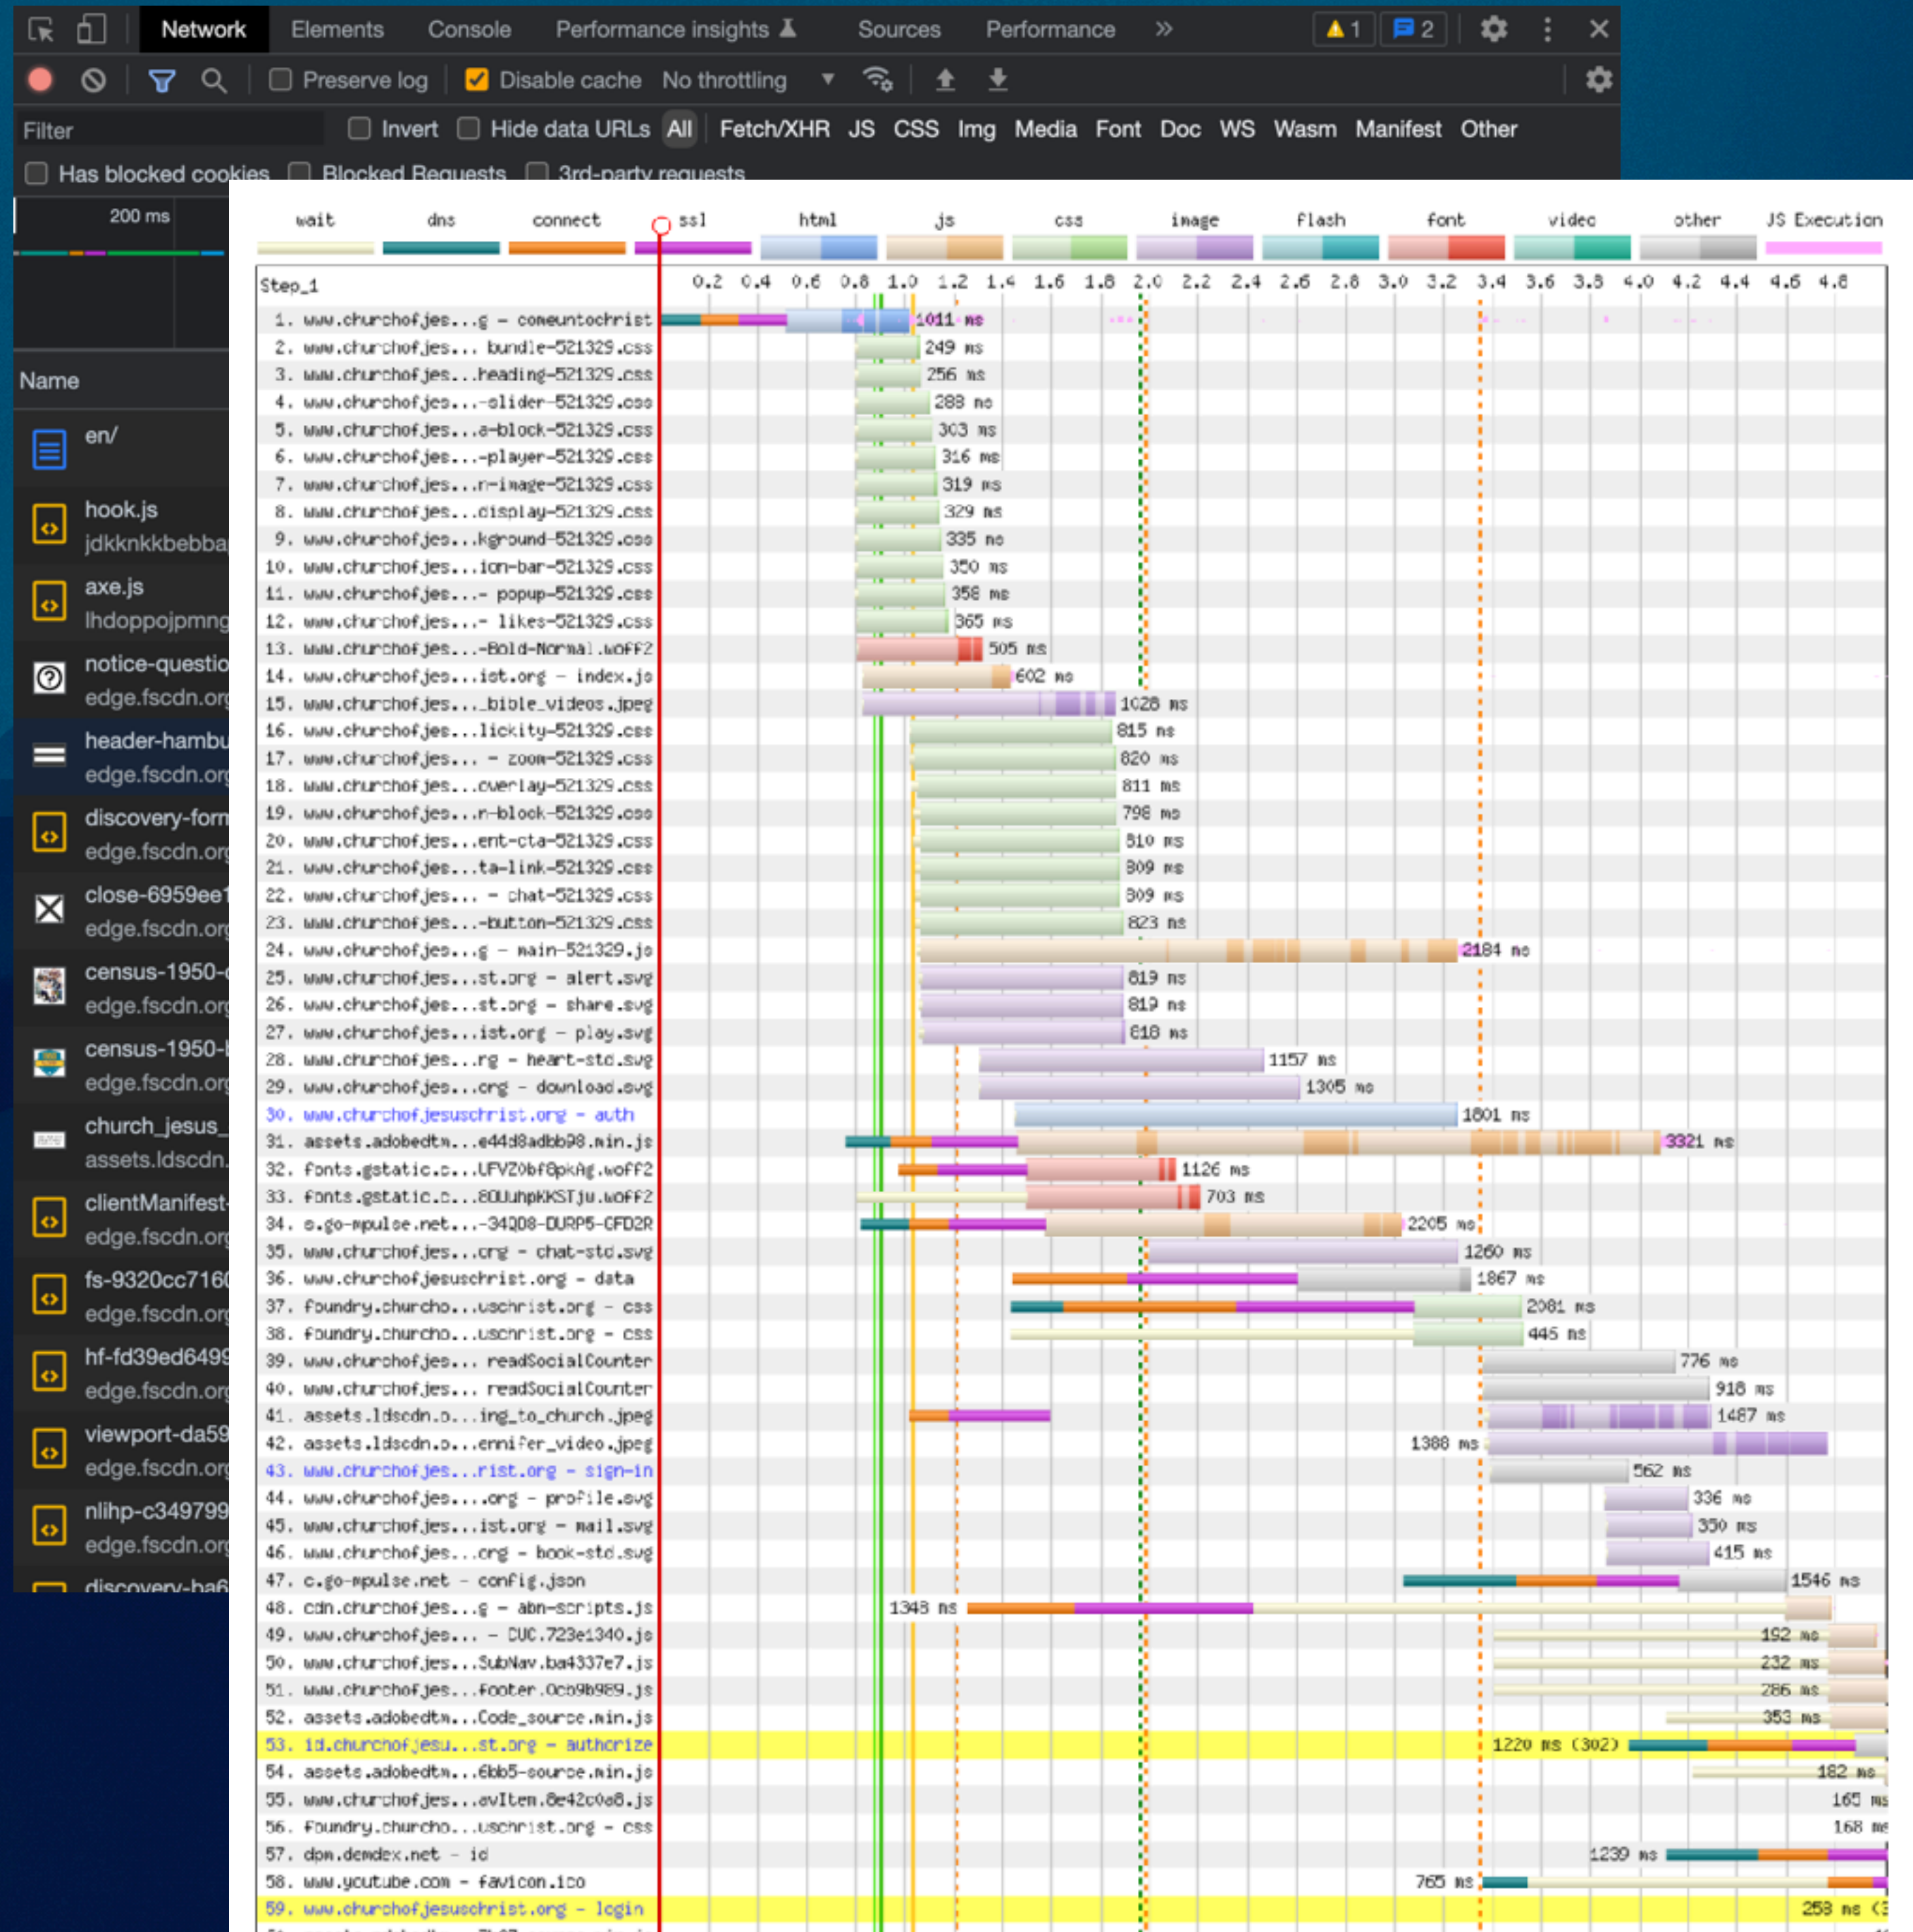 Network Elements Console Performance insights Sources Performance 1 2
Preserve log Disable cache No throttling
Filter Invert Hide data URLs All Fetch/XHR JS CSS Img Media Font Doc WS Wasm Manifest Other
Has blocked cookies Blocked Requests 3rd-party requests
200 ms
Name
en/
hook.js
jdkknkkbebba
axe.js
lhdoppojpmng
notice-questio
edge.fscdn.org
header-hambu
edge.fscdn.org
discovery-form
edge.fscdn.org
close-6959ee1
edge.fscdn.org
census-1950-
edge.fscdn.org
census-1950-
edge.fscdn.org
church_jesus_
assets.ldscdn.
clientManifest-
edge.fscdn.org
fs-9320cc716
edge.fscdn.org
hf-fd39ed6499
edge.fscdn.org
viewport-da59
edge.fscdn.org
nlihp-c349799
edge.fscdn.org
discovery-ba6
wait dns connect ssl html js css image flash font video other JS Execution
Step_1 0.2 0.4 0.6 0.8 1.0 1.2 1.4 1.6 1.8 2.0 2.2 2.4 2.6 2.8 3.0 3.2 3.4 3.6 3.8 4.0 4.2 4.4 4.6 4.8
1. www.churchofjes...g - comeuntochrist 1011 ms
2. www.churchofjes... bundle-521329.css 249 ms
3. www.churchofjes...heading-521329.css 256 ms
4. www.churchofjes...-slider-521329.css 288 ms
5. www.churchofjes...a-block-521329.css 303 ms
6. www.churchofjes...-player-521329.css 316 ms
7. www.churchofjes...n-image-521329.css 319 ms
8. www.churchofjes...display-521329.css 329 ms
9. www.churchofjes...kground-521329.css 335 ms
10. www.churchofjes...ion-bar-521329.css 350 ms
11. www.churchofjes...- popup-521329.css 358 ms
12. www.churchofjes...- likes-521329.css 365 ms
13. www.churchofjes...-Bold-Normal.woff2 505 ms
14. www.churchofjes...ist.org - index.js 602 ms
15. www.churchofjes..._bible_videos.jpeg 1028 ms
16. www.churchofjes...lickity-521329.css 815 ms
17. www.churchofjes... - zoom-521329.css 820 ms
18. www.churchofjes...overlay-521329.css 811 ms
19. www.churchofjes...n-block-521329.css 798 ms
20. www.churchofjes...ent-cta-521329.css 810 ms
21. www.churchofjes...ta-link-521329.css 809 ms
22. www.churchofjes... - chat-521329.css 809 ms
23. www.churchofjes...-button-521329.css 823 ms
24. www.churchofjes...g - main-521329.js 2184 ms
25. www.churchofjes...st.org - alert.svg 819 ms
26. www.churchofjes...st.org - share.svg 819 ms
27. www.churchofjes...ist.org - play.svg 818 ms
28. www.churchofjes...rg - heart-std.svg 1157 ms
29. www.churchofjes...org - download.svg 1305 ms
30. www.churchofjesuschrist.org - auth 1801 ms
31. assets.adobedtm...e44d8adbb98.min.js 3321 ms
32. fonts.gstatic.c...UFVZ0bf8pkAg.woff2 1126 ms
33. fonts.gstatic.c...8OUuhpKKSTju.woff2 703 ms
34. s.go-mpulse.net...-34QD8-DURP5-GFD2R 2205 ms
35. www.churchofjes...org - chat-std.svg 1260 ms
36. www.churchofjesuschrist.org - data 1867 ms
37. foundry.churcho...uschrist.org - css 2081 ms
38. foundry.churcho...uschrist.org - css 446 ms
39. www.churchofjes... readSocialCounter 776 ms
40. www.churchofjes... readSocialCounter 918 ms
41. assets.ldscdn.o...ing_to_church.jpeg 1487 ms
42. assets.ldscdn.o...ennifer_video.jpeg 1388 ms
43. www.churchofjes...rist.org - sign-in 562 ms
44. www.churchofjes....org - profile.svg 336 ms
45. www.churchofjes...ist.org - mail.svg 350 ms
46. www.churchofjes...org - book-std.svg 415 ms
47. c.go-mpulse.net - config.json 1546 ms
48. cdn.churchofjes...g - abn-scripts.js 1348 ms
49. www.churchofjes... - CUC.723e1340.js 192 ms
50. www.churchofjes...SubNav.ba4337e7.js 232 ms
51. www.churchofjes...footer.0cb9b989.js 286 ms
52. assets.adobedtm...Code_source.min.js 353 ms
53. id.churchofjesu...st.org - authorize 1220 ms (302)
54. assets.adobedtm...6bb5-source.min.js 182 ms
55. www.churchofjes...avItem.8e42c0a8.js 165 ms
56. foundry.churcho...uschrist.org - css 168 ms
57. dpm.demdex.net - id 1239 ms
58. www.youtube.com - favicon.ico 765 ms
59. www.churchofjesuschrist.org - login 258 ms (3